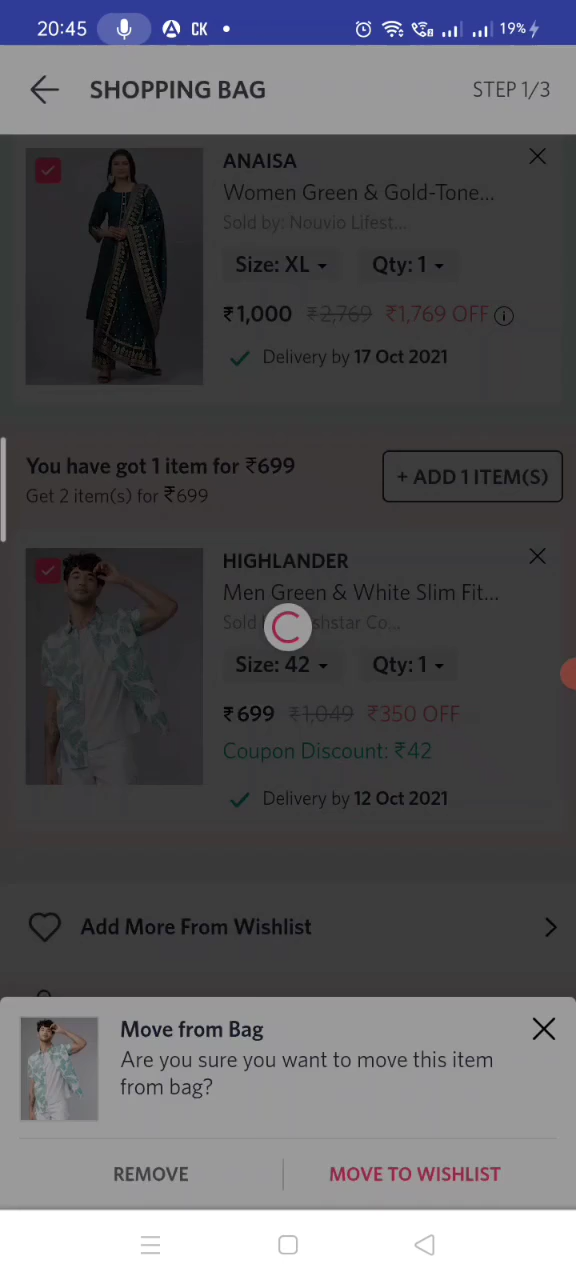 20:45 CK 19%
SHOPPING BAG STEP 1/3
ANAISA
Women Green & Gold-Tone...
Sold by: Nouvio Lifest...
Size: XL Qty: 1
₹1,000 ₹2,769 ₹1,769 OFF
Delivery by 17 Oct 2021
You have got 1 item for ₹699
Get 2 item(s) for ₹699
+ ADD 1 ITEM(S)
HIGHLANDER
Men Green & White Slim Fit...
Sold Co...
Size: 42 Qty: 1
₹699 ₹1,049 ₹350 OFF
Coupon Discount: ₹42
Delivery by 12 Oct 2021
Add More From Wishlist
Move from Bag
Are you sure you want to move this item
from bag?
REMOVE MOVE TO WISHLIST